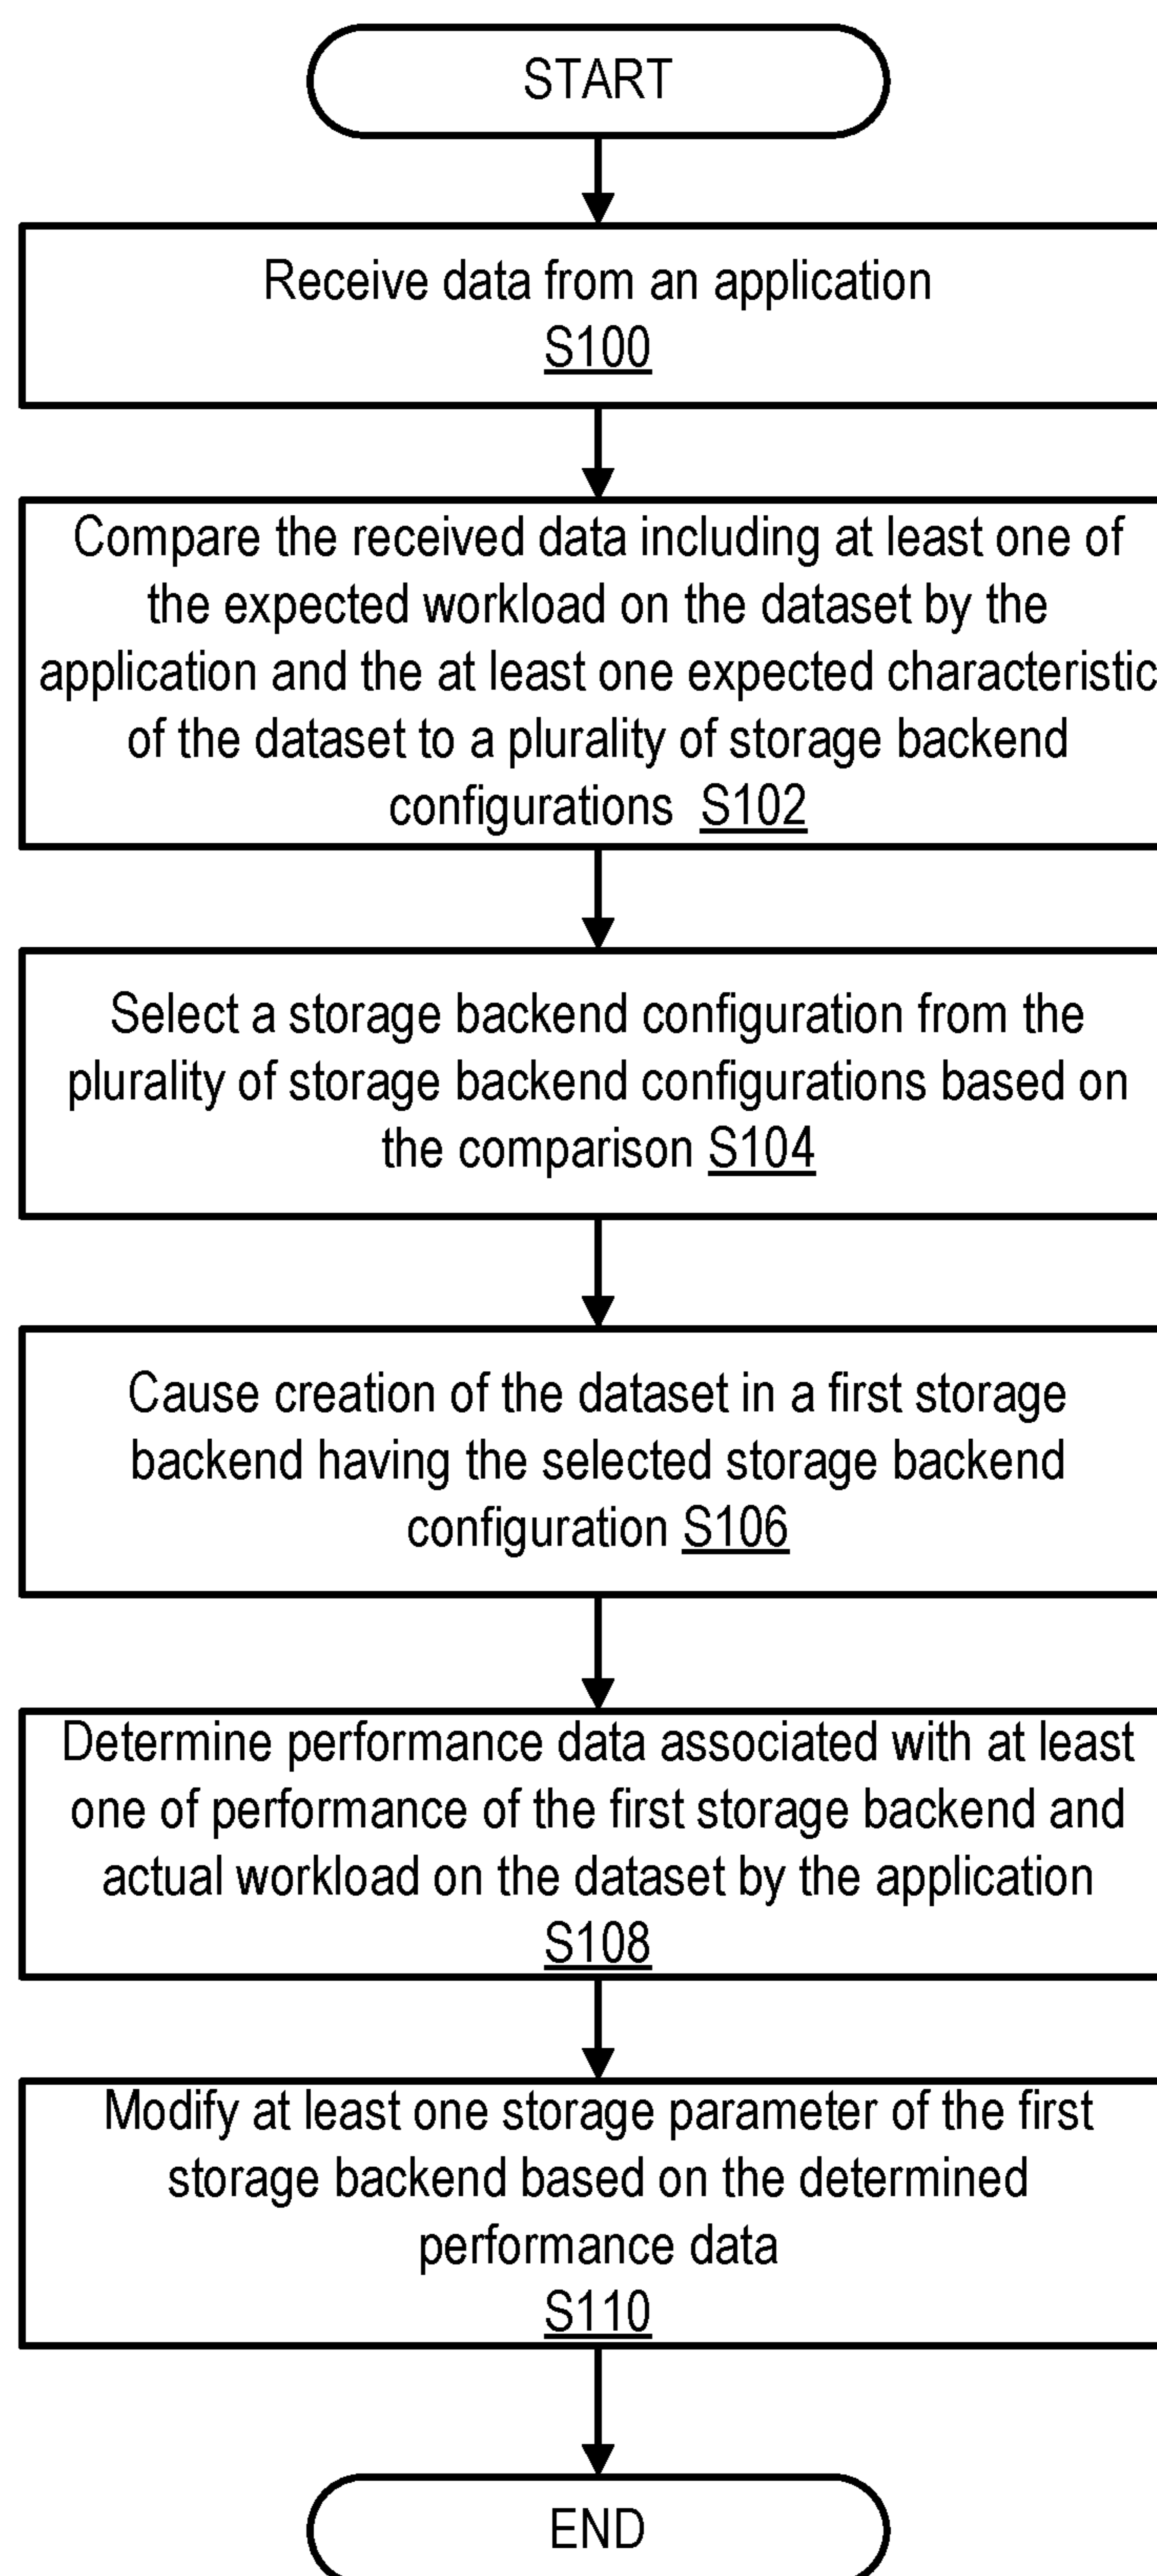 START
Receive data from an application
S100
Compare the received data including at least one of
the expected workload on the dataset by the
application and the at least one expected characteristic
of the dataset to a plurality of storage backend
configurations S102
Select a storage backend configuration from the
plurality of storage backend configurations based on
the comparison S104
Cause creation of the dataset in a first storage
backend having the selected storage backend
configuration S106
Determine performance data associated with at least
one of performance of the first storage backend and
actual workload on the dataset by the application
S108
Modify at least one storage parameter of the first
storage backend based on the determined
performance data
S110
END